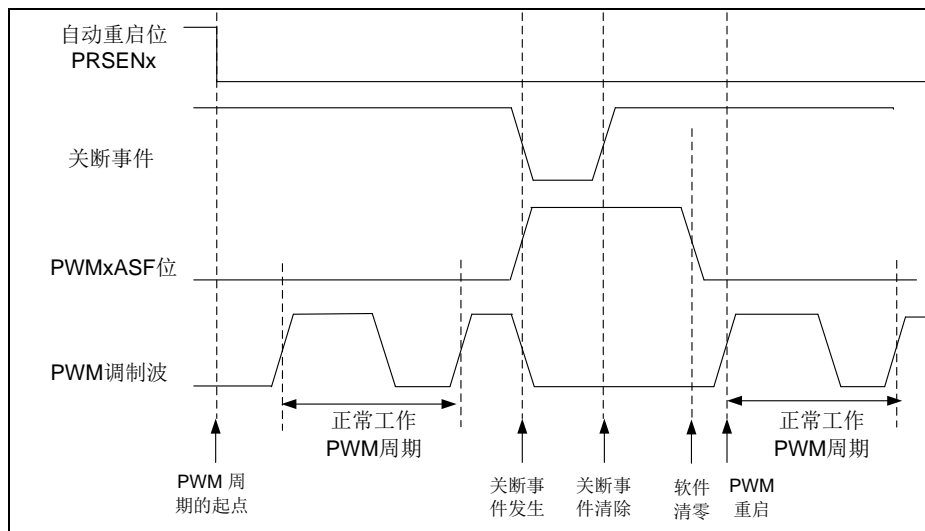 自动重启位
PRSENx
关断事件
PWMxASF位
PWM调制波
正常工作
PWM周期
正常工作
PWM周期
PWM 周
期的起点
关断事
件发生
关断事
件清除
软件
清零
PWM
重启